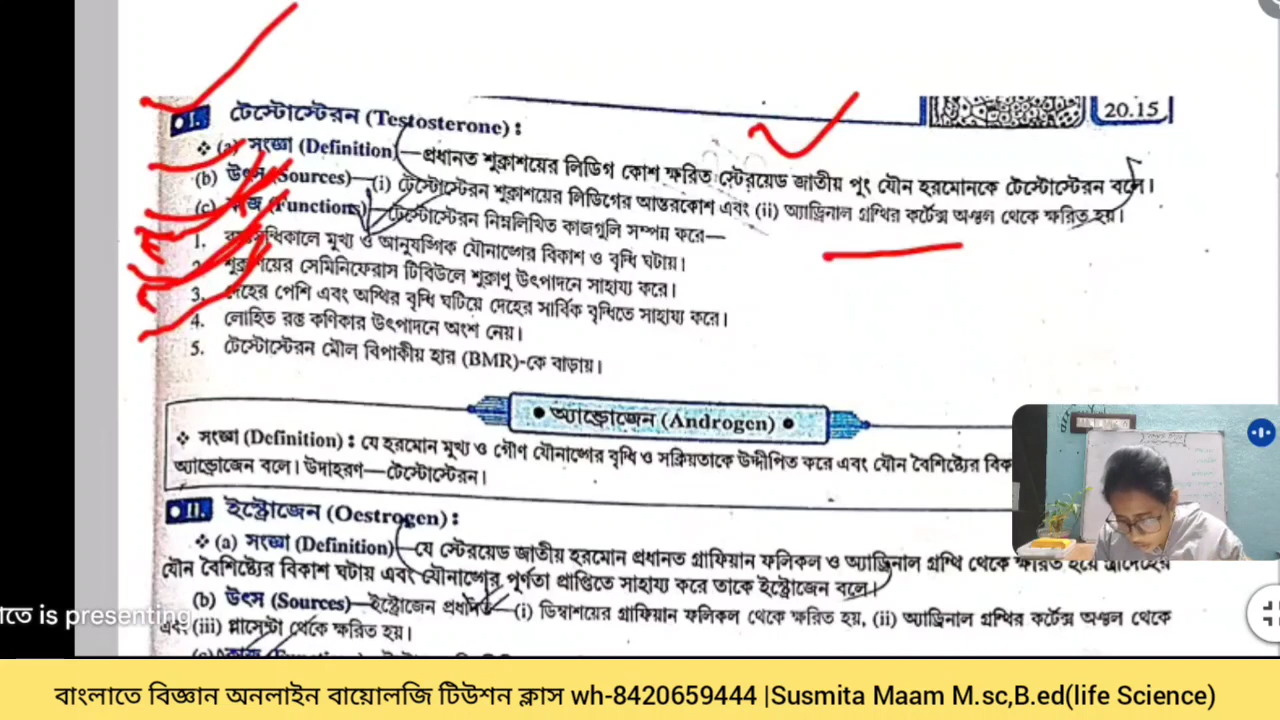 20.15
I. টেস্টোস্টেরন (Testosterone) :
❖ (a) সংজ্ঞা (Definition)—প্রধানত শুক্রাশয়ের লিডিগ কোশ ক্ষরিত স্টেরয়েড জাতীয় পুং যৌন হরমোনকে টেস্টোস্টেরন বলে।
(b) উৎস (Sources)—(i) টেস্টোস্টেরন শুক্রাশয়ের লিডিগের আন্তরকোশ এবং (ii) অ্যাড্রিনাল গ্রন্থির কর্টেক্স অঞ্চল থেকে ক্ষরিত হয়।
(c) কাজ (Functions)—টেস্টোস্টেরন নিম্নলিখিত কাজগুলি সম্পন্ন করে—
1. মুখ্য ও আনুষঙ্গিক যৌনাঙ্গের বিকাশ ও বৃদ্ধি ঘটায়।
2. শুক্রাশয়ের সেমিনিফেরাস টিবিউলে শুক্রাণু উৎপাদনে সাহায্য করে।
3. দেহের পেশি এবং অস্থির বৃদ্ধি ঘটিয়ে দেহের সার্বিক বৃদ্ধিতে সাহায্য করে।
4. লোহিত রক্ত কণিকার উৎপাদনে অংশ নেয়।
5. টেস্টোস্টেরন মৌল বিপাকীয় হার (BMR)-কে বাড়ায়।
• অ্যান্ড্রোজেন (Androgen) •
❖ সংজ্ঞা (Definition) : যে হরমোন মুখ্য ও গৌণ যৌনাঙ্গের বৃদ্ধি ও সক্রিয়তাকে উদ্দীপিত করে এবং যৌন বৈশিষ্ট্যের
অ্যান্ড্রোজেন বলে। উদাহরণ—টেস্টোস্টেরন।
II. ইস্ট্রোজেন (Oestrogen) :
❖ (a) সংজ্ঞা (Definition)—যে স্টেরয়েড জাতীয় হরমোন প্রধানত গ্রাফিয়ান ফলিকল ও অ্যাড্রিনাল গ্রন্থি থেকে ক্ষরিত হয়ে
যৌন বৈশিষ্ট্যের বিকাশ ঘটায় এবং যৌনাঙ্গের পূর্ণতা প্রাপ্তিতে সাহায্য করে তাকে ইস্ট্রোজেন বলে।
(b) উৎস (Sources)—ইস্ট্রোজেন প্রধানত—(i) ডিম্বাশয়ের গ্রাফিয়ান ফলিকল থেকে ক্ষরিত হয়, (ii) অ্যাড্রিনাল গ্রন্থির কর্টেক্স অঞ্চল থেকে
এবং (iii) প্লাসেন্টা থেকে ক্ষরিত হয়।
is presenting
বাংলাতে বিজ্ঞান অনলাইন বায়োলজি টিউশন ক্লাস wh-8420659444 |Susmita Maam M.sc,B.ed(life Science)